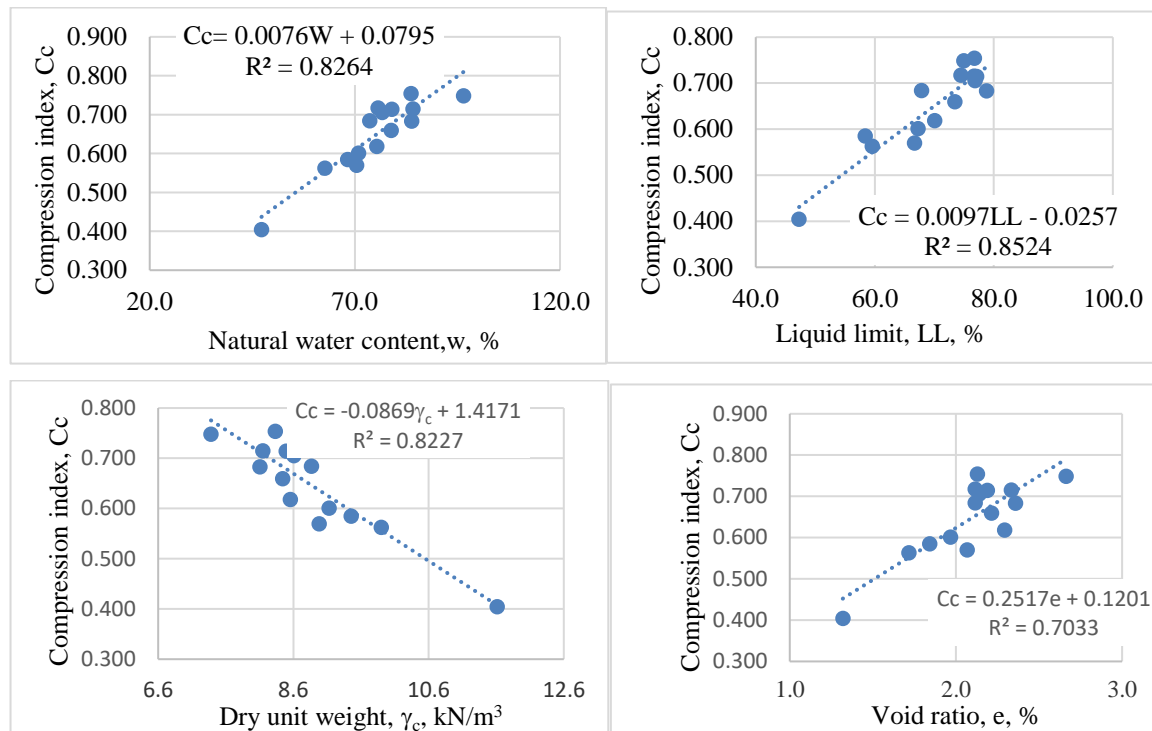 Compression index, Cc
0.900
0.800
0.700
0.600
0.500
0.400
0.300
Cc= 0.0076W + 0.0795
R² = 0.8264
20.0 70.0 120.0
Natural water content,w, %
Compression index, Cc
0.800
0.700
0.600
0.500
0.400
0.300
Cc = 0.0097LL - 0.0257
R² = 0.8524
40.0 60.0 80.0 100.0
Liquid limit, LL, %
Compression index, Cc
0.800
0.700
0.600
0.500
0.400
0.300
Cc = -0.0869γc + 1.4171
R² = 0.8227
6.6 8.6 10.6 12.6
Dry unit weight, γc, kN/m³
Compression index, Cc
0.900
0.800
0.700
0.600
0.500
0.400
0.300
Cc = 0.2517e + 0.1201
R² = 0.7033
1.0 2.0 3.0
Void ratio, e, %